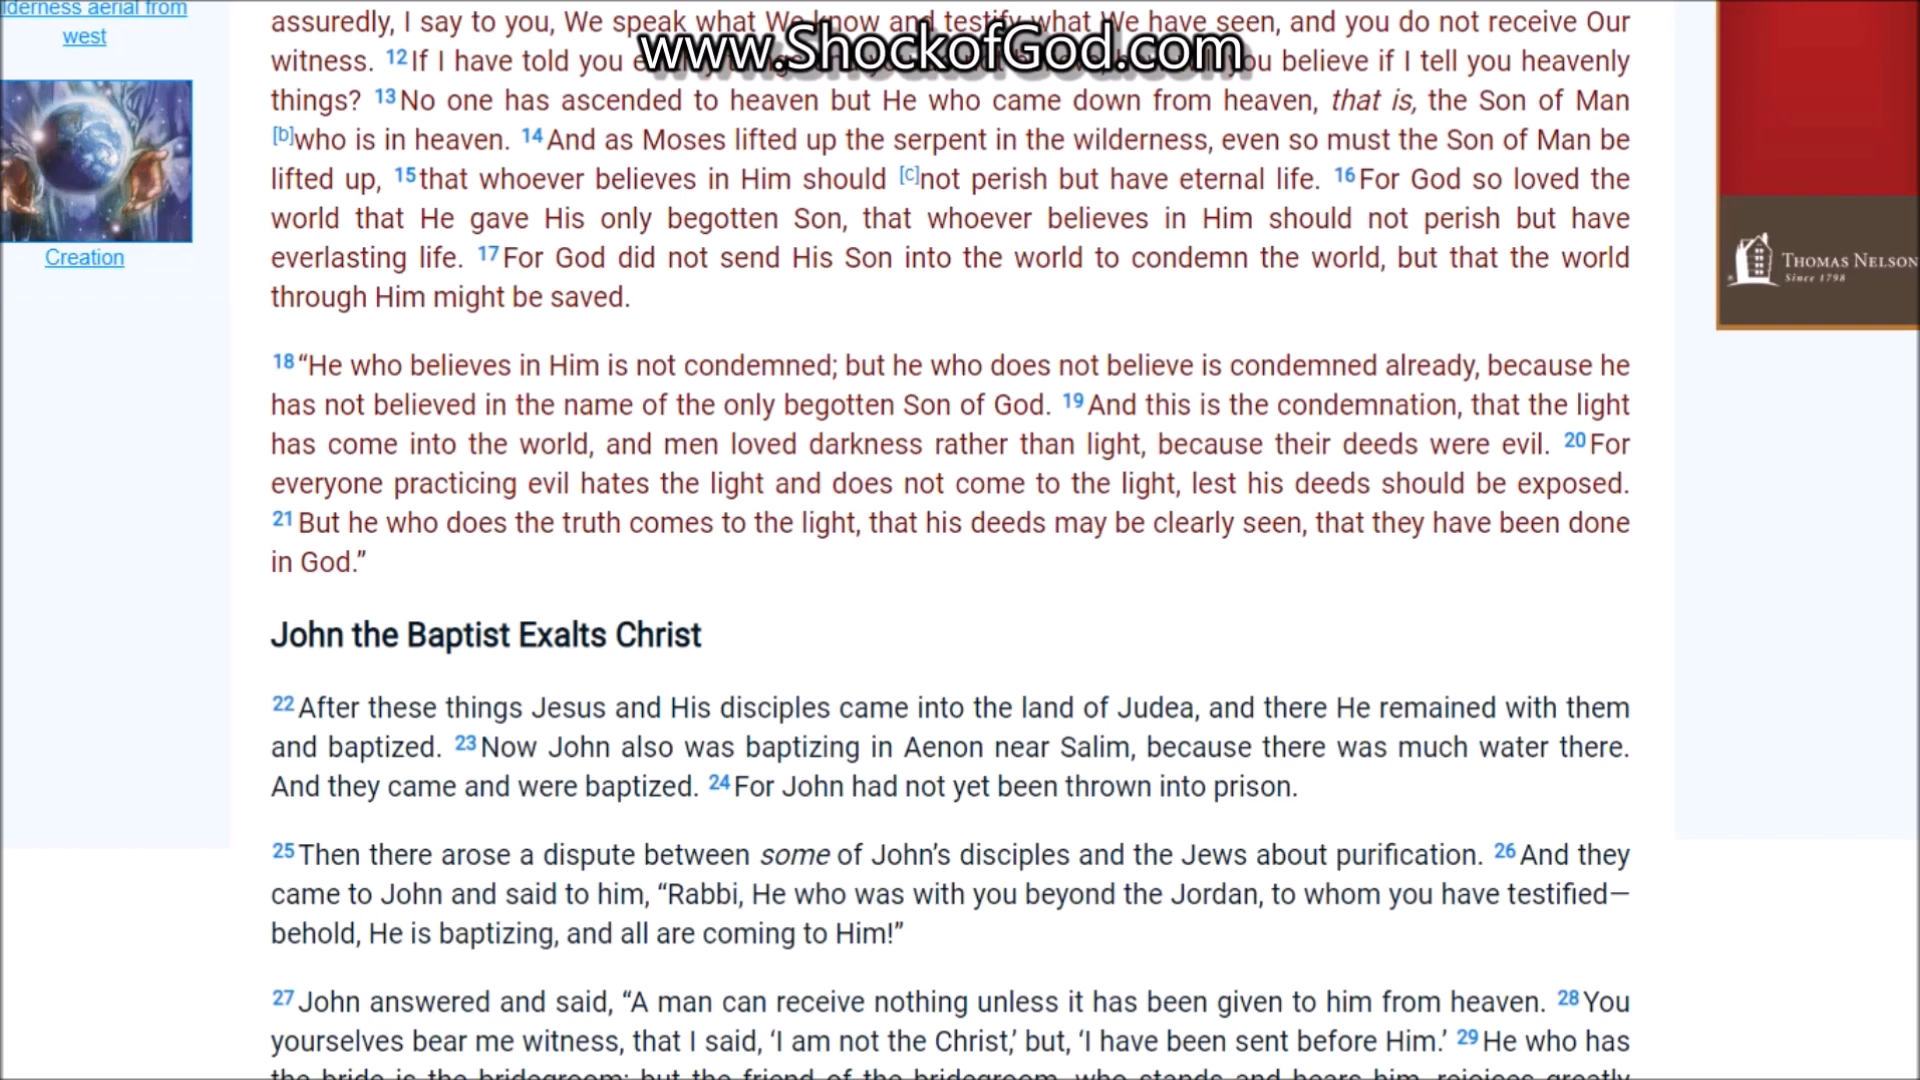 lderness aerial from
west
Creation
www.ShockofGod.com
assuredly, I say to you, We speak what We know and testify what We have seen, and you do not receive Our
witness. 12 If I have told you you believe if I tell you heavenly
things? 13 No one has ascended to heaven but He who came down from heaven, that is, the Son of Man
[b]who is in heaven. 14 And as Moses lifted up the serpent in the wilderness, even so must the Son of Man be
lifted up, 15 that whoever believes in Him should [c]not perish but have eternal life. 16 For God so loved the
world that He gave His only begotten Son, that whoever believes in Him should not perish but have
everlasting life. 17 For God did not send His Son into the world to condemn the world, but that the world
through Him might be saved.
18 “He who believes in Him is not condemned; but he who does not believe is condemned already, because he
has not believed in the name of the only begotten Son of God. 19 And this is the condemnation, that the light
has come into the world, and men loved darkness rather than light, because their deeds were evil. 20 For
everyone practicing evil hates the light and does not come to the light, lest his deeds should be exposed.
21 But he who does the truth comes to the light, that his deeds may be clearly seen, that they have been done
in God.”
John the Baptist Exalts Christ
22 After these things Jesus and His disciples came into the land of Judea, and there He remained with them
and baptized. 23 Now John also was baptizing in Aenon near Salim, because there was much water there.
And they came and were baptized. 24 For John had not yet been thrown into prison.
25 Then there arose a dispute between some of John’s disciples and the Jews about purification. 26 And they
came to John and said to him, “Rabbi, He who was with you beyond the Jordan, to whom you have testified—
behold, He is baptizing, and all are coming to Him!”
27 John answered and said, “A man can receive nothing unless it has been given to him from heaven. 28 You
yourselves bear me witness, that I said, ‘I am not the Christ,’ but, ‘I have been sent before Him.’ 29 He who has
the bride is the bridegroom; but the friend of the bridegroom, who stands and hears him, rejoices greatly
THOMAS NELSON
Since 1798